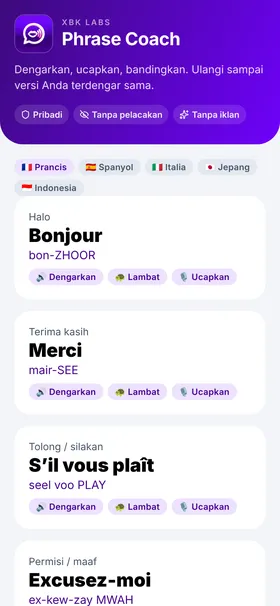 XBK LABS
Phrase Coach
Dengarkan, ucapkan, bandingkan. Ulangi sampai
versi Anda terdengar sama.
Pribadi
Tanpa pelacakan
Tanpa iklan
Prancis
Spanyol
Italia
Jepang
Indonesia
Halo
Bonjour
bon-ZHOOR
Dengarkan
Lambat
Ucapkan
Terima kasih
Merci
mair-SEE
Dengarkan
Lambat
Ucapkan
Tolong / silakan
S’il vous plaît
seel voo PLAY
Dengarkan
Lambat
Ucapkan
Permisi / maaf
Excusez-moi
ex-kew-zay MWAH